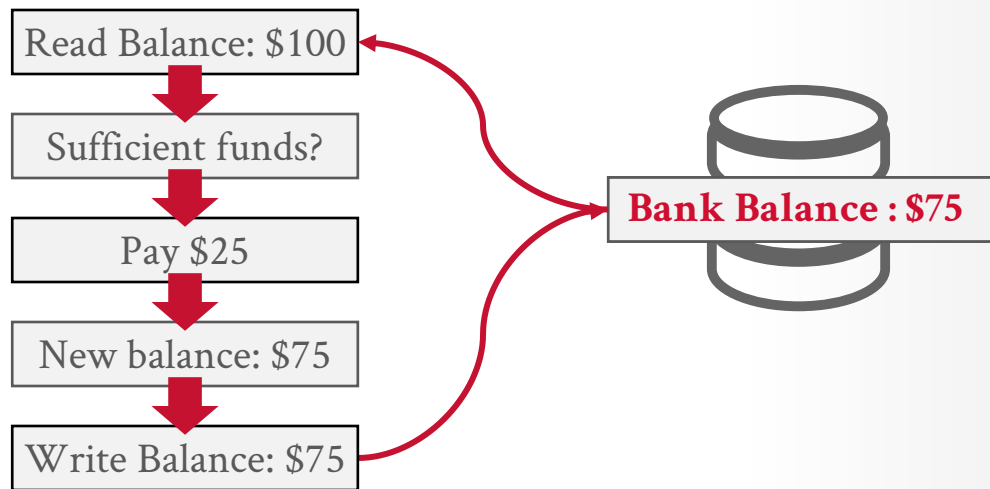 Read Balance: $100
Sufficient funds?
Pay $25
New balance: $75
Write Balance: $75
Bank Balance : $75